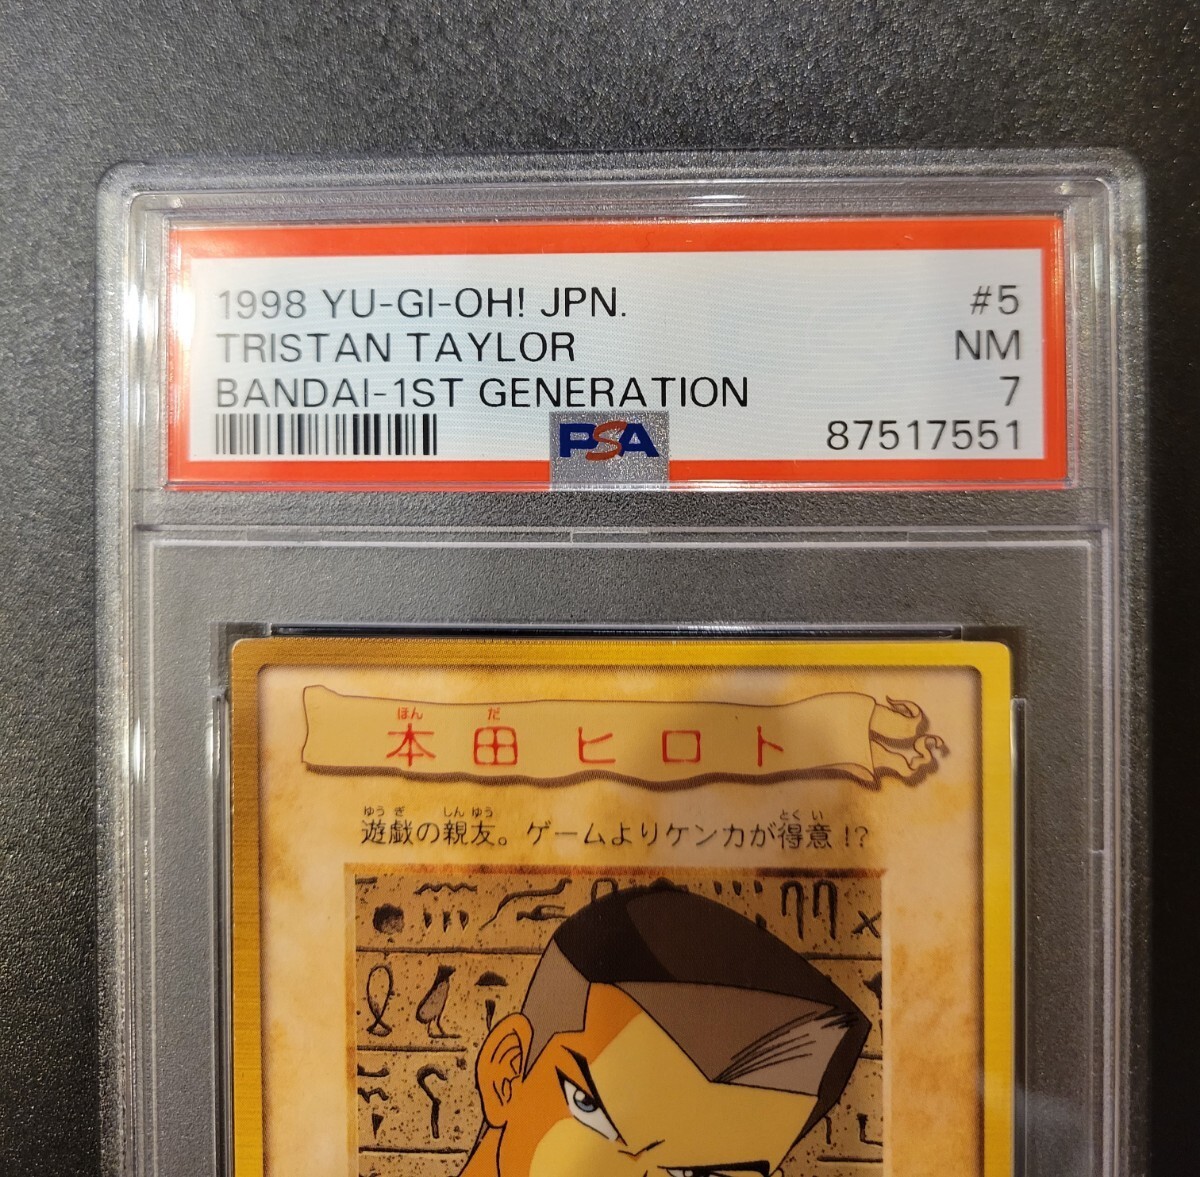 1998 YU-GI-OH! JPN. #5
TRISTAN TAYLOR NM
BANDAI-1ST GENERATION 7
PSA 87517551
ほん だ
本田 ヒロト
ゆう ぎ しん ゆう とく い
遊戯の親友。ゲームよりケンカが得意!?